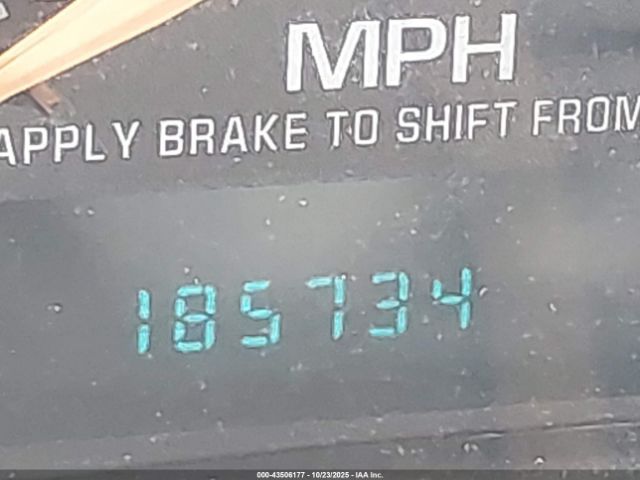 MPH
APPLY BRAKE TO SHIFT FROM
185734
000-43506177 - 10/23/2025 - IAA Inc.